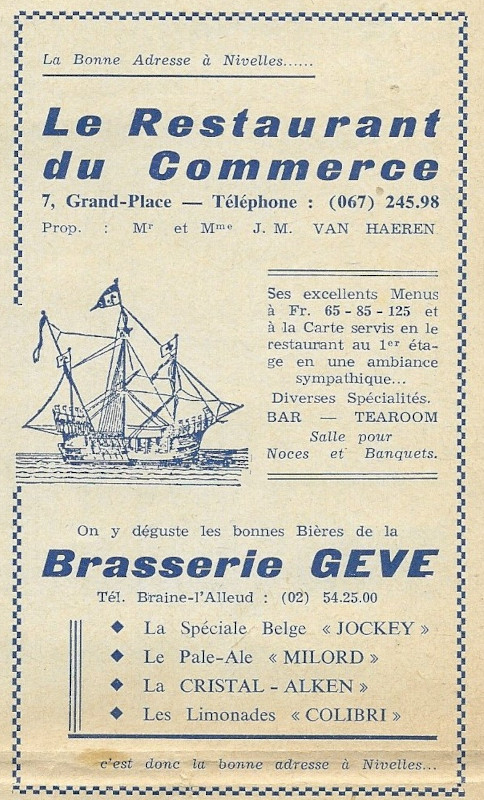 La Bonne Adresse à Nivelles......
Le Restaurant
du Commerce
7, Grand-Place — Téléphone : (067) 245.98
Prop. : Mr et Mme J. M. VAN HAEREN
Ses excellents Menus
à Fr. 65 - 85 - 125 et
à la Carte servis en le
restaurant au 1er éta-
ge en une ambiance
sympathique...
Diverses Spécialités.
BAR — TEAROOM
Salle pour
Noces et Banquets.
On y déguste les bonnes Bières de la
Brasserie GEVE
Tél. Braine-l'Alleud : (02) 54.25.00
◆ La Spéciale Belge « JOCKEY »
◆ Le Pale-Ale « MILORD »
◆ La CRISTAL - ALKEN »
◆ Les Limonades « COLIBRI »
c'est donc la bonne adresse à Nivelles...